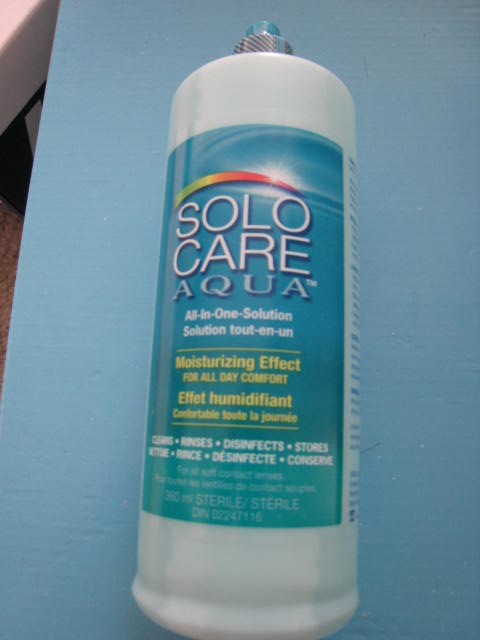 SOLO
CARE
AQUA™
All-In-One-Solution
Solution tout-en-un
Moisturizing Effect
FOR ALL DAY COMFORT
Effet humidifiant
Confortable toute la journée
CLEANS • RINSES • DISINFECTS • STORES
NETTOIE • RINCE • DÉSINFECTE • CONSERVE
For all soft contact lenses.
Pour toutes les lentilles de contact souples.
360 ml STERILE/ STÉRILE
DIN 02247116